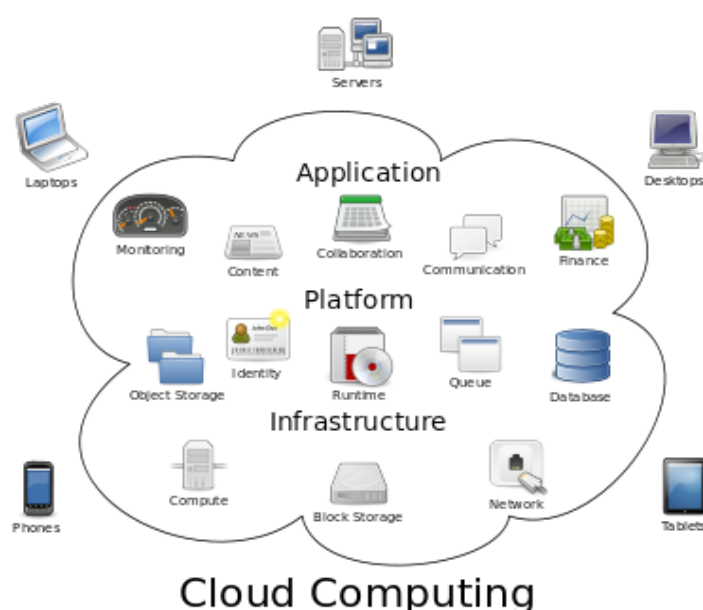 Servers
Laptops
Desktops
Application
Monitoring
Content
Collaboration
Communication
Finance
Platform
Object Storage
Identity
Runtime
Queue
Database
Infrastructure
Compute
Block Storage
Network
Phones
Tablets
Cloud Computing